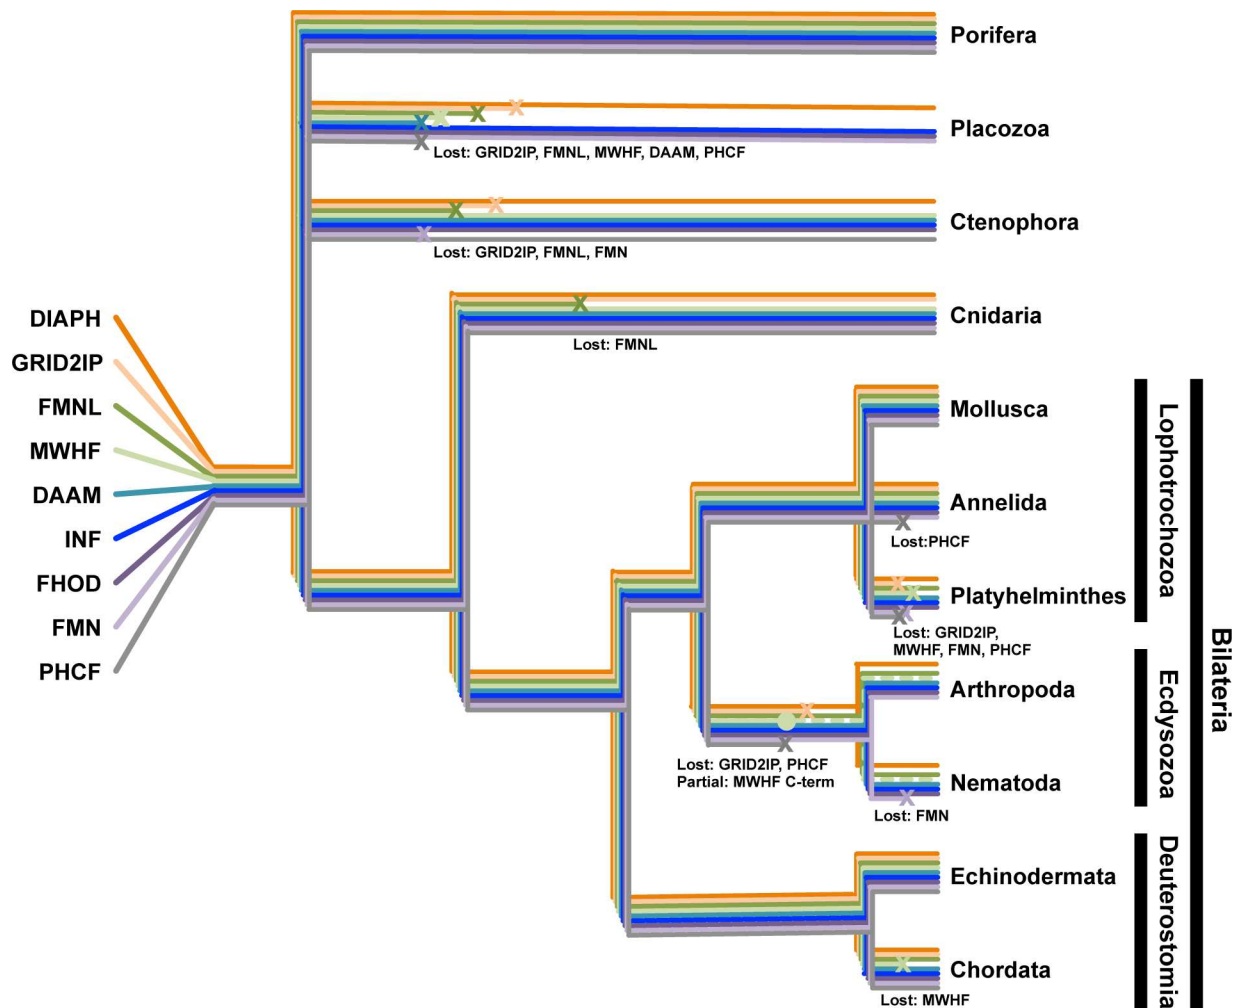 Porifera
Placozoa
Lost: GRID2IP, FMNL, MWHF, DAAM, PHCF
Ctenophora
Lost: GRID2IP, FMNL, FMN
Cnidaria
Lost: FMNL
DIAPH
GRID2IP
FMNL
MWHF
DAAM
INF
FHOD
FMN
PHCF
Mollusca
Annelida
Lost:PHCF
Platyhelminthes
Lost: GRID2IP,
MWHF, FMN, PHCF
Arthropoda
Lost: GRID2IP, PHCF
Partial: MWHF C-term
Nematoda
Lost: FMN
Echinodermata
Chordata
Lost: MWHF
Lophotrochozoa
Ecdysozoa
Deuterostomia
Bilateria